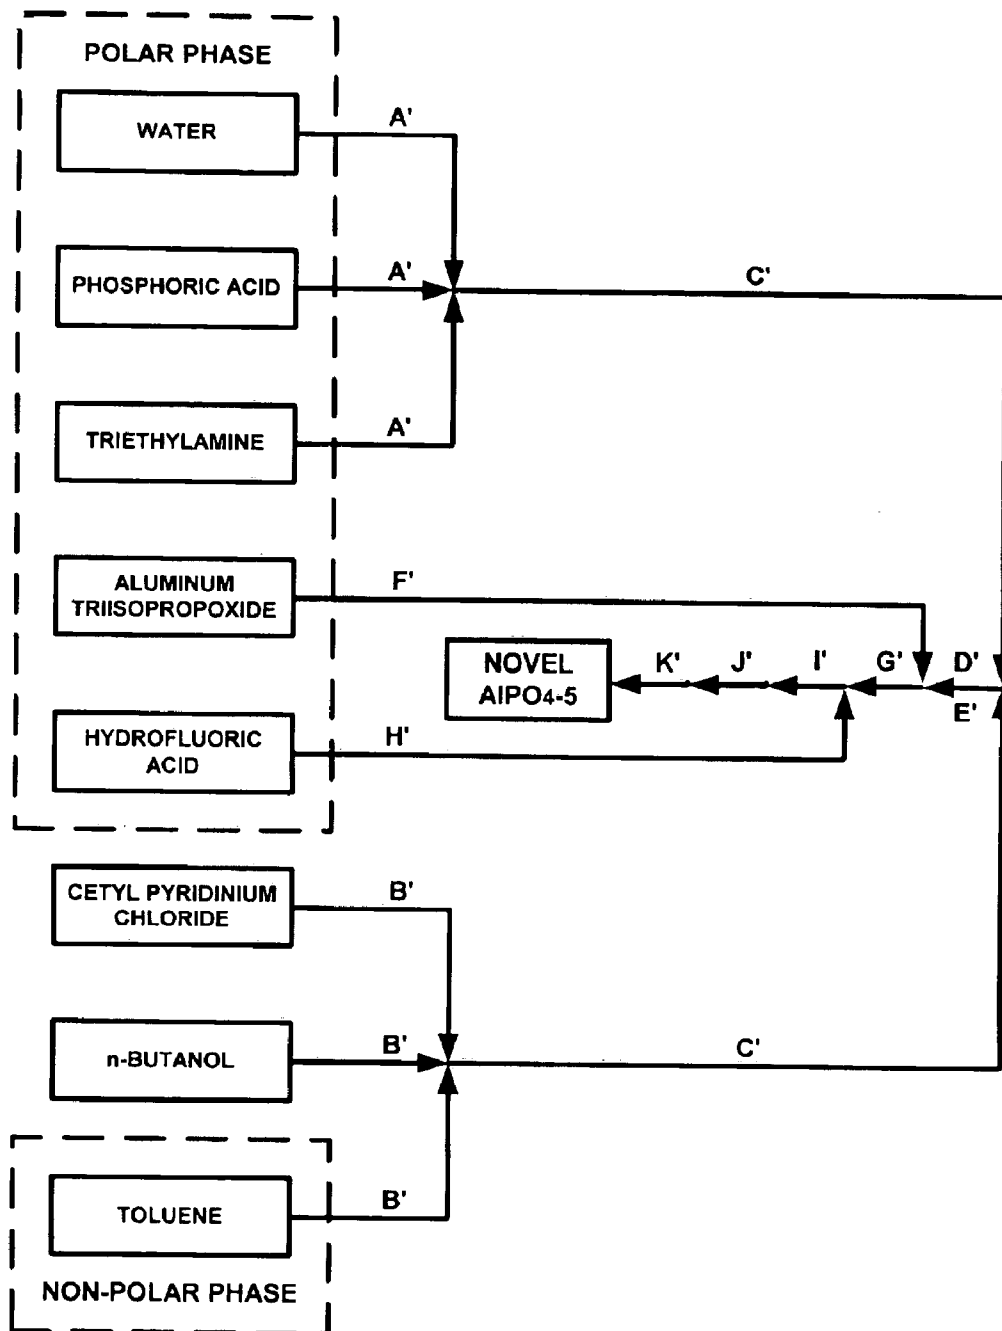 POLAR PHASE
WATER
A'
PHOSPHORIC ACID
A'
C'
TRIETHYLAMINE
A'
ALUMINUM
TRIISOPROPOXIDE
F'
NOVEL
AIPO4-5
K'
J'
I'
G'
D'
E'
HYDROFLUORIC
ACID
H'
CETYL PYRIDINIUM
CHLORIDE
B'
n-BUTANOL
B'
C'
TOLUENE
B'
NON-POLAR PHASE